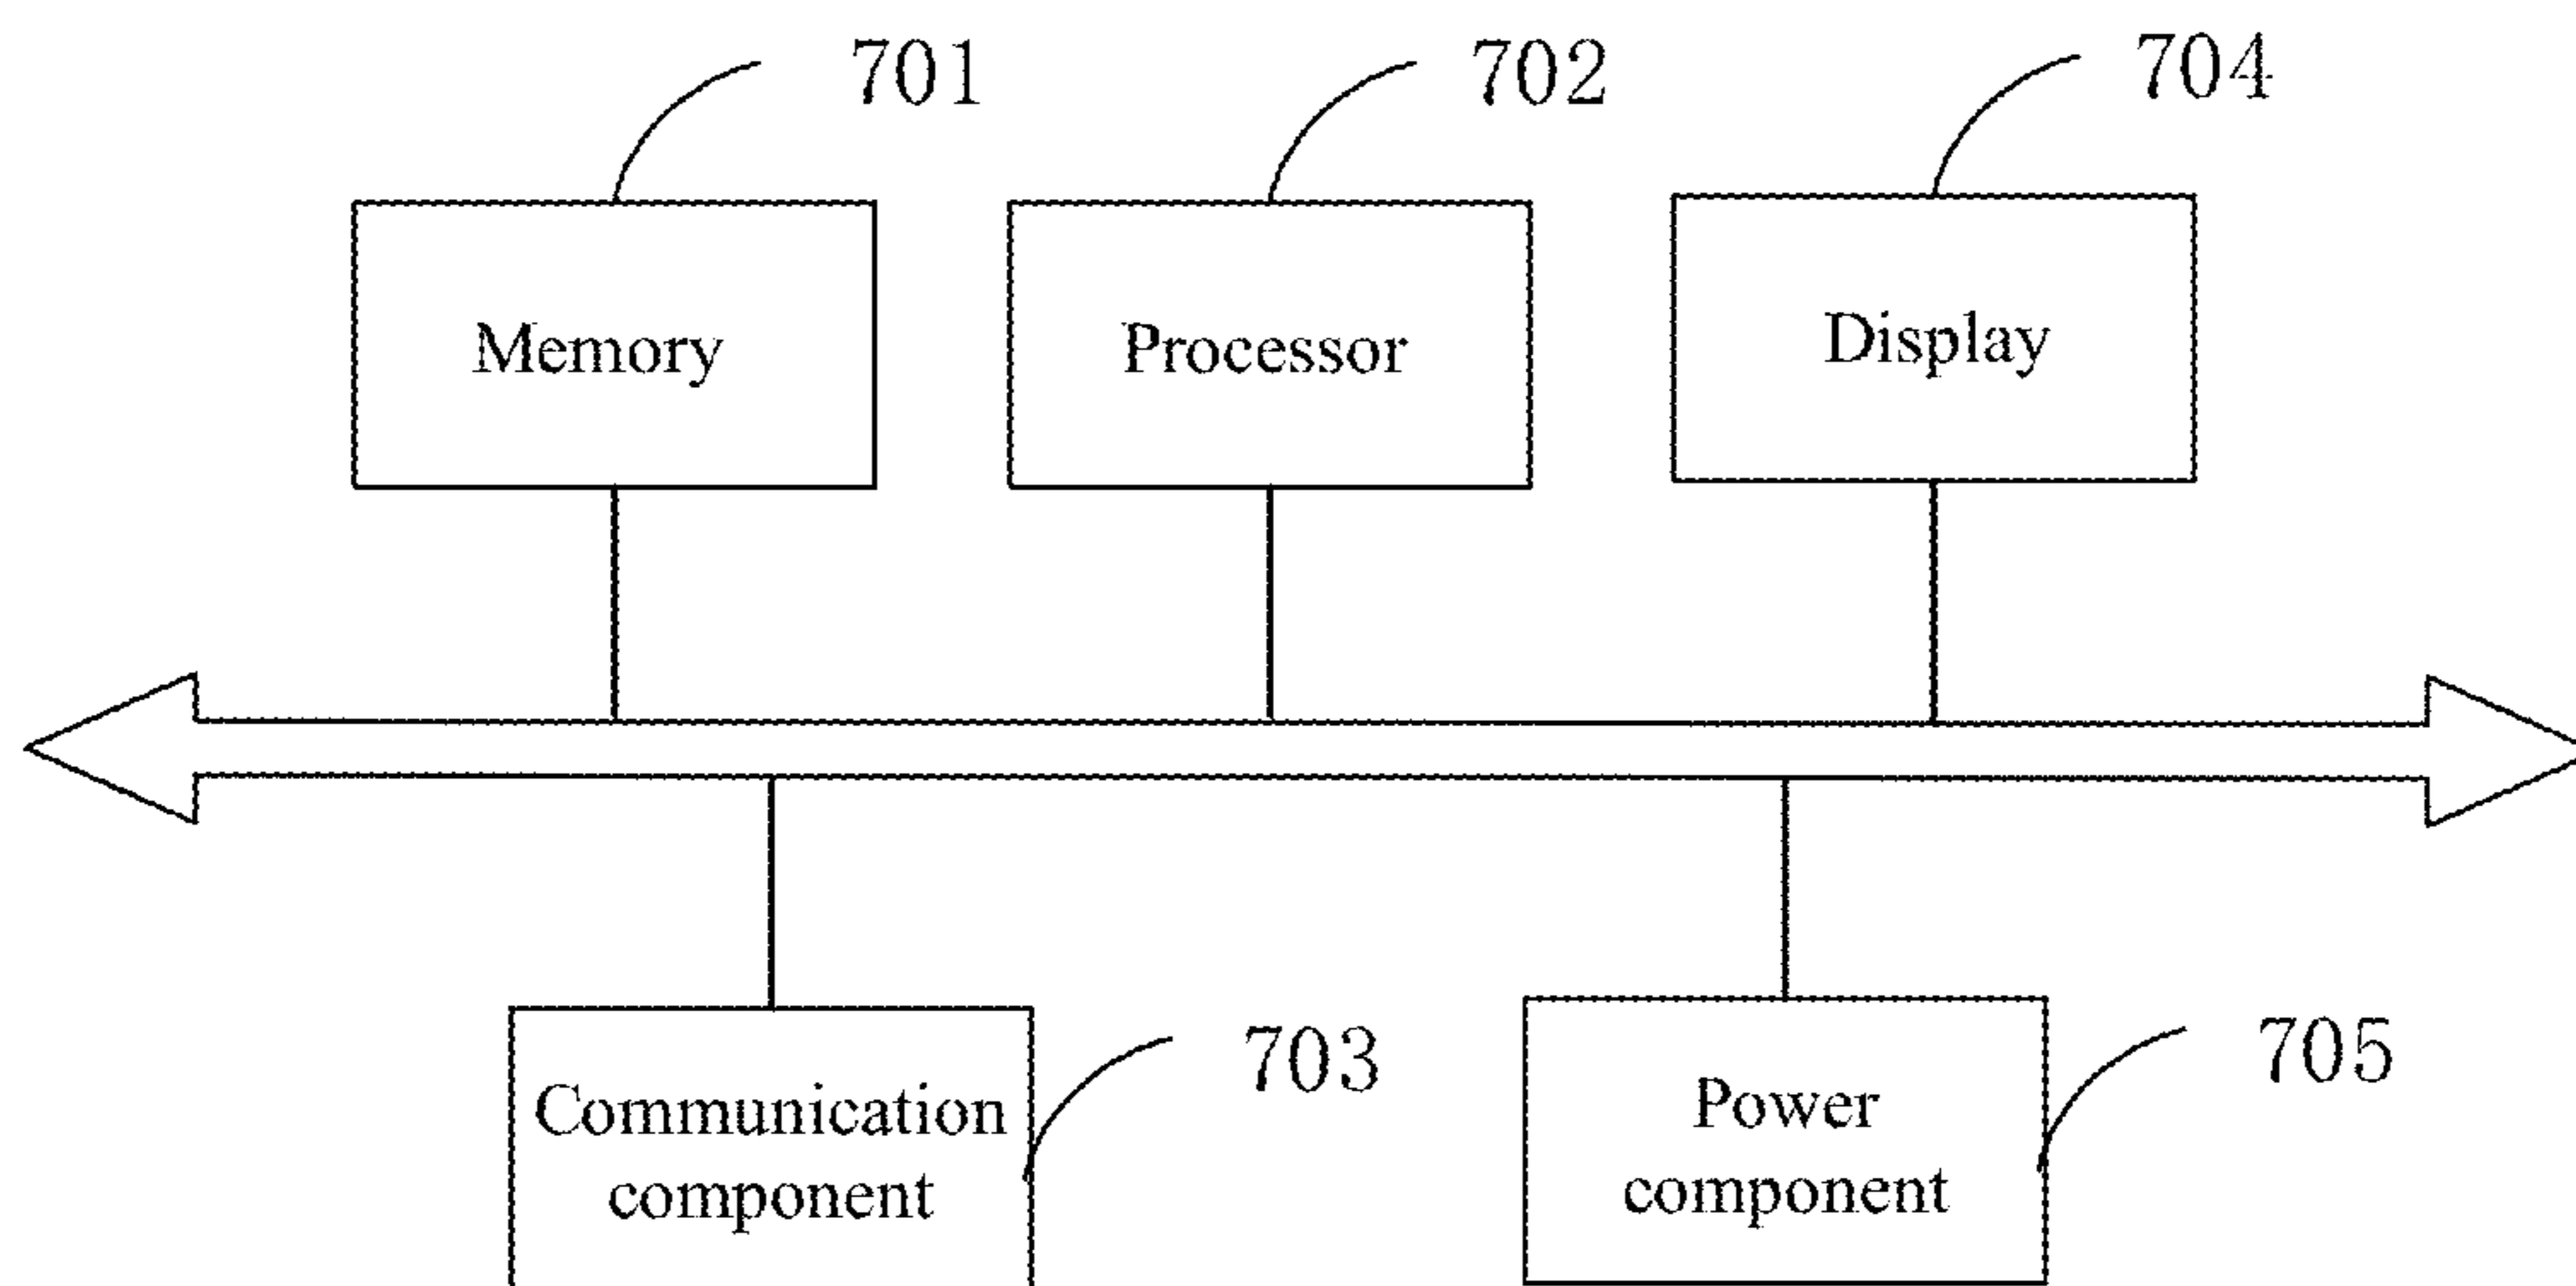 701
702
704
Memory
Processor
Display
703
705
Communication
component
Power
component